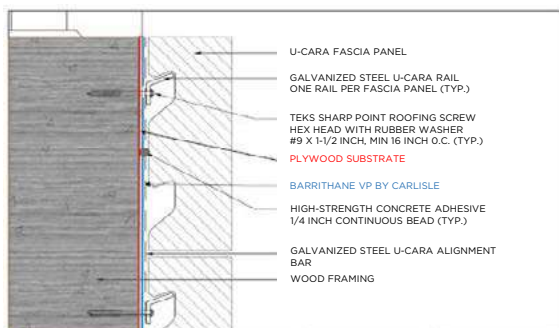 U-CARA FASCIA PANEL
GALVANIZED STEEL U-CARA RAIL
ONE RAIL PER FASCIA PANEL (TYP.)
TEKS SHARP POINT ROOFING SCREW
HEX HEAD WITH RUBBER WASHER
#9 X 1-1/2 INCH, MIN 16 INCH O.C. (TYP.)
PLYWOOD SUBSTRATE
BARRITHANE VP BY CARLISLE
HIGH-STRENGTH CONCRETE ADHESIVE
1/4 INCH CONTINUOUS BEAD (TYP.)
GALVANIZED STEEL U-CARA ALIGNMENT
BAR
WOOD FRAMING